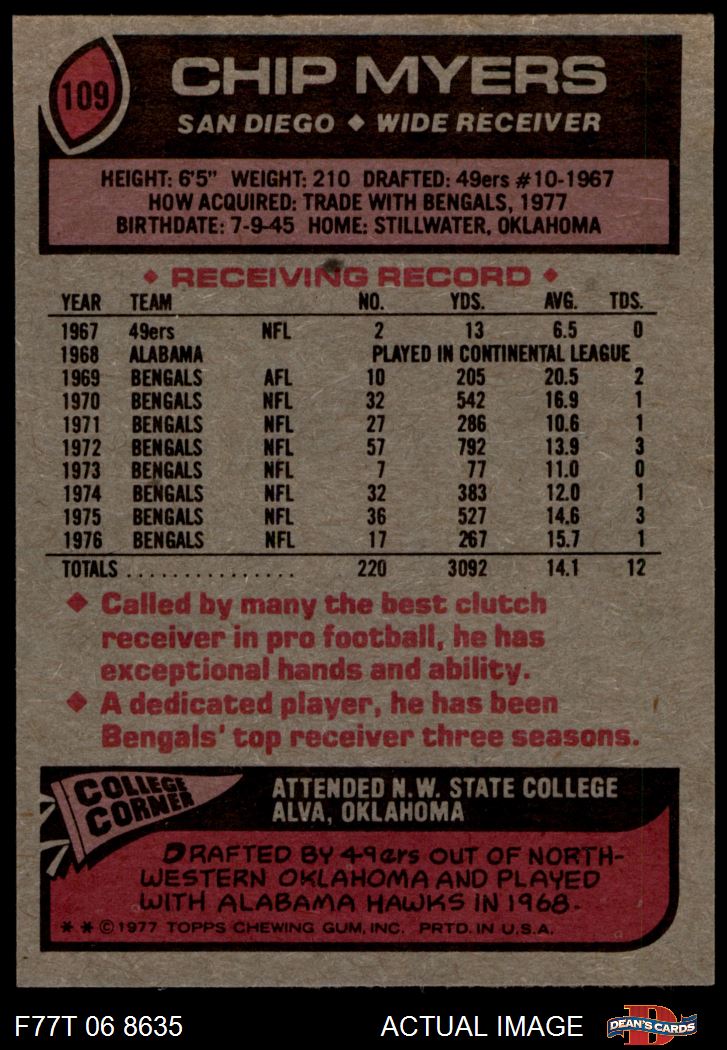 109
CHIP MYERS
SAN DIEGO ♦ WIDE RECEIVER
HEIGHT: 6'5" WEIGHT: 210 DRAFTED: 49ers #10-1967
HOW ACQUIRED: TRADE WITH BENGALS, 1977
BIRTHDATE: 7-9-45 HOME: STILLWATER, OKLAHOMA
♦ RECEIVING RECORD ♦
YEAR TEAM NO. YDS. AVG. TDS.
1967 49ers NFL 2 13 6.5 0
1968 ALABAMA PLAYED IN CONTINENTAL LEAGUE
1969 BENGALS AFL 10 205 20.5 2
1970 BENGALS NFL 32 542 16.9 1
1971 BENGALS NFL 27 286 10.6 1
1972 BENGALS NFL 57 792 13.9 3
1973 BENGALS NFL 7 77 11.0 0
1974 BENGALS NFL 32 383 12.0 1
1975 BENGALS NFL 36 527 14.6 3
1976 BENGALS NFL 17 267 15.7 1
TOTALS ................ 220 3092 14.1 12
♦ Called by many the best clutch
receiver in pro football, he has
exceptional hands and ability.
♦ A dedicated player, he has been
Bengals' top receiver three seasons.
COLLEGE
CORNER
ATTENDED N.W. STATE COLLEGE
ALVA, OKLAHOMA
DRAFTED BY 49ers OUT OF NORTH-
WESTERN OKLAHOMA AND PLAYED
WITH ALABAMA HAWKS IN 1968.
* * © 1977 TOPPS CHEWING GUM, INC. PRTD. IN U.S.A.
F77T 06 8635 ACTUAL IMAGE
D
DEAN'S CARDS